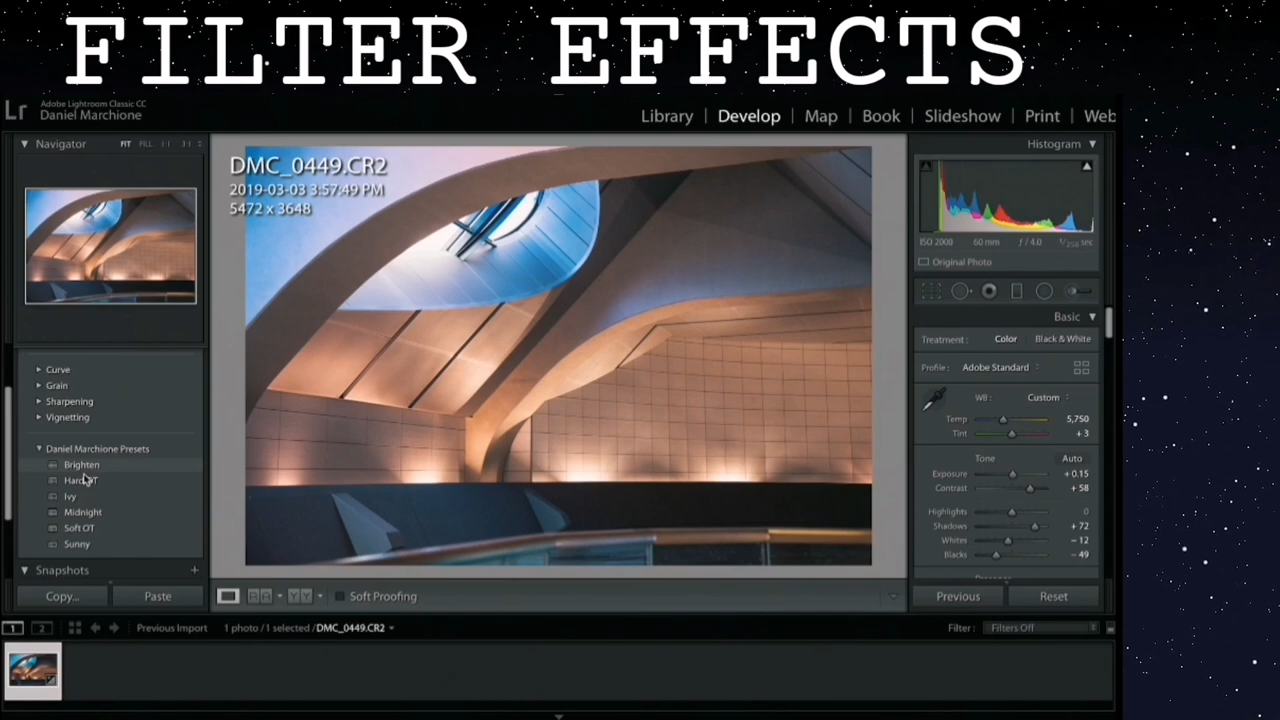 FILTER EFFECTS
Lr
Adobe Lightroom Classic CC
Daniel Marchione
Library | Develop | Map | Book | Slideshow | Print | Web
Navigator FIT FILL
DMC_0449.CR2
2019-03-03 3:57:49 PM
5472 x 3648
Curve
Grain
Sharpening
Vignetting
Daniel Marchione Presets
Brighten
Hard OT
Ivy
Midnight
Soft OT
Sunny
Snapshots +
Copy... Paste
Soft Proofing
Histogram
ISO 2000 60 mm ƒ / 4.0
Original Photo
Basic
Treatment : Color Black & White
Profile : Adobe Standard
WB : Custom
Temp 5,750
Tint + 3
Tone Auto
Exposure + 0.15
Contrast + 58
Highlights 0
Shadows + 72
Whites − 12
Blacks − 49
Previous Reset
1 2 Previous Import 1 photo / 1 selected / DMC_0449.CR2
Filter : Filters Off